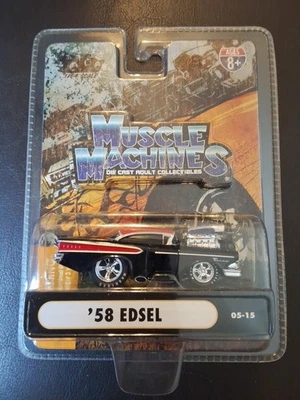 AGES
8+
MUSCLE
MACHINES
DIE CAST ADULT COLLECTIBLES
'58 EDSEL
05-15